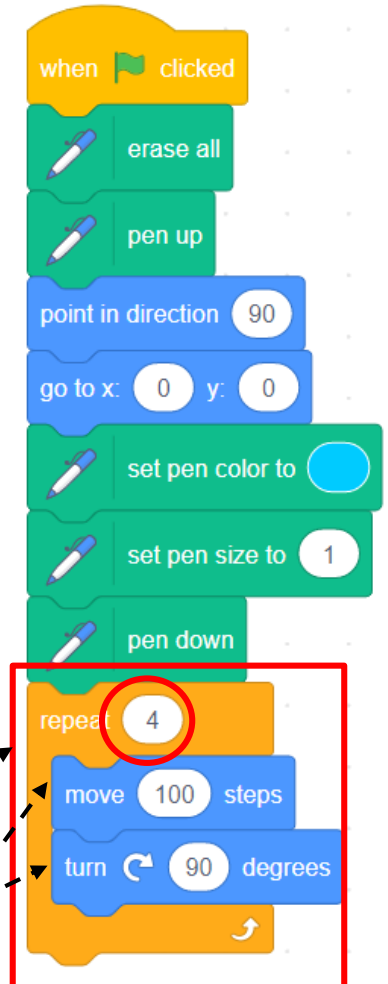 when clicked
erase all
pen up
point in direction 90
go to x: 0 y: 0
set pen color to
set pen size to 1
pen down
repeat 4
move 100 steps
turn 90 degrees